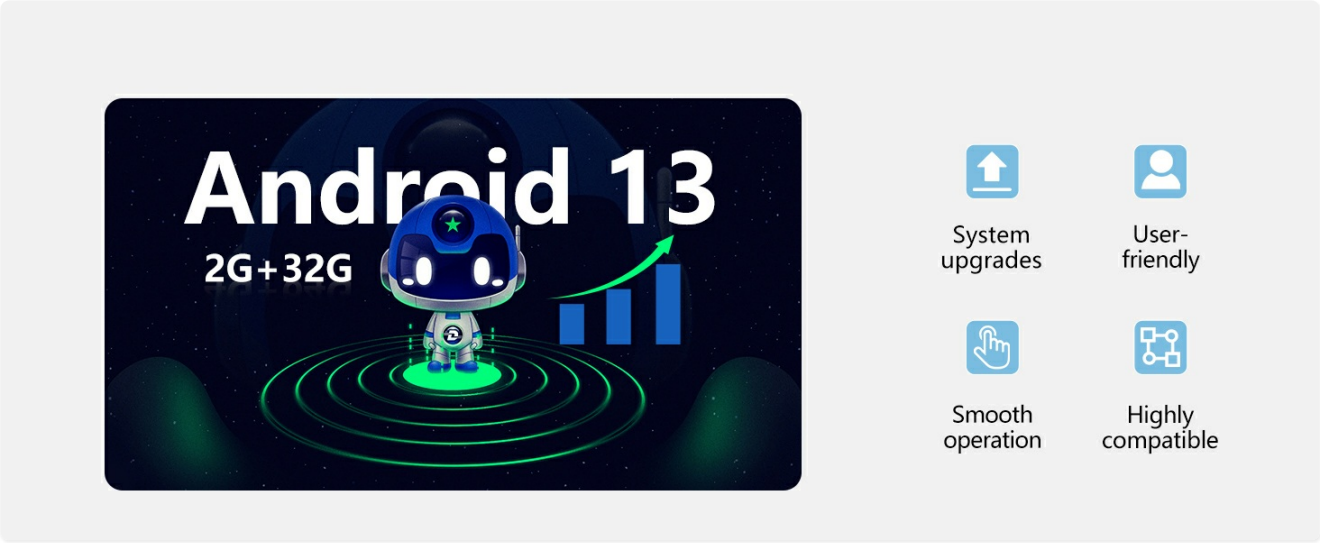 Android 13
2G+32G
System
upgrades
User-
friendly
Smooth
operation
Highly
compatible